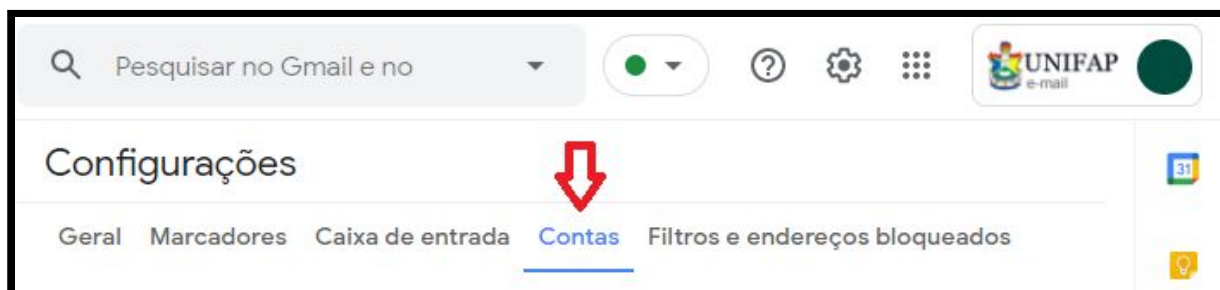 Pesquisar no Gmail e no
UNIFAP
e-mail
Configurações
31
Geral Marcadores Caixa de entrada Contas Filtros e endereços bloqueados